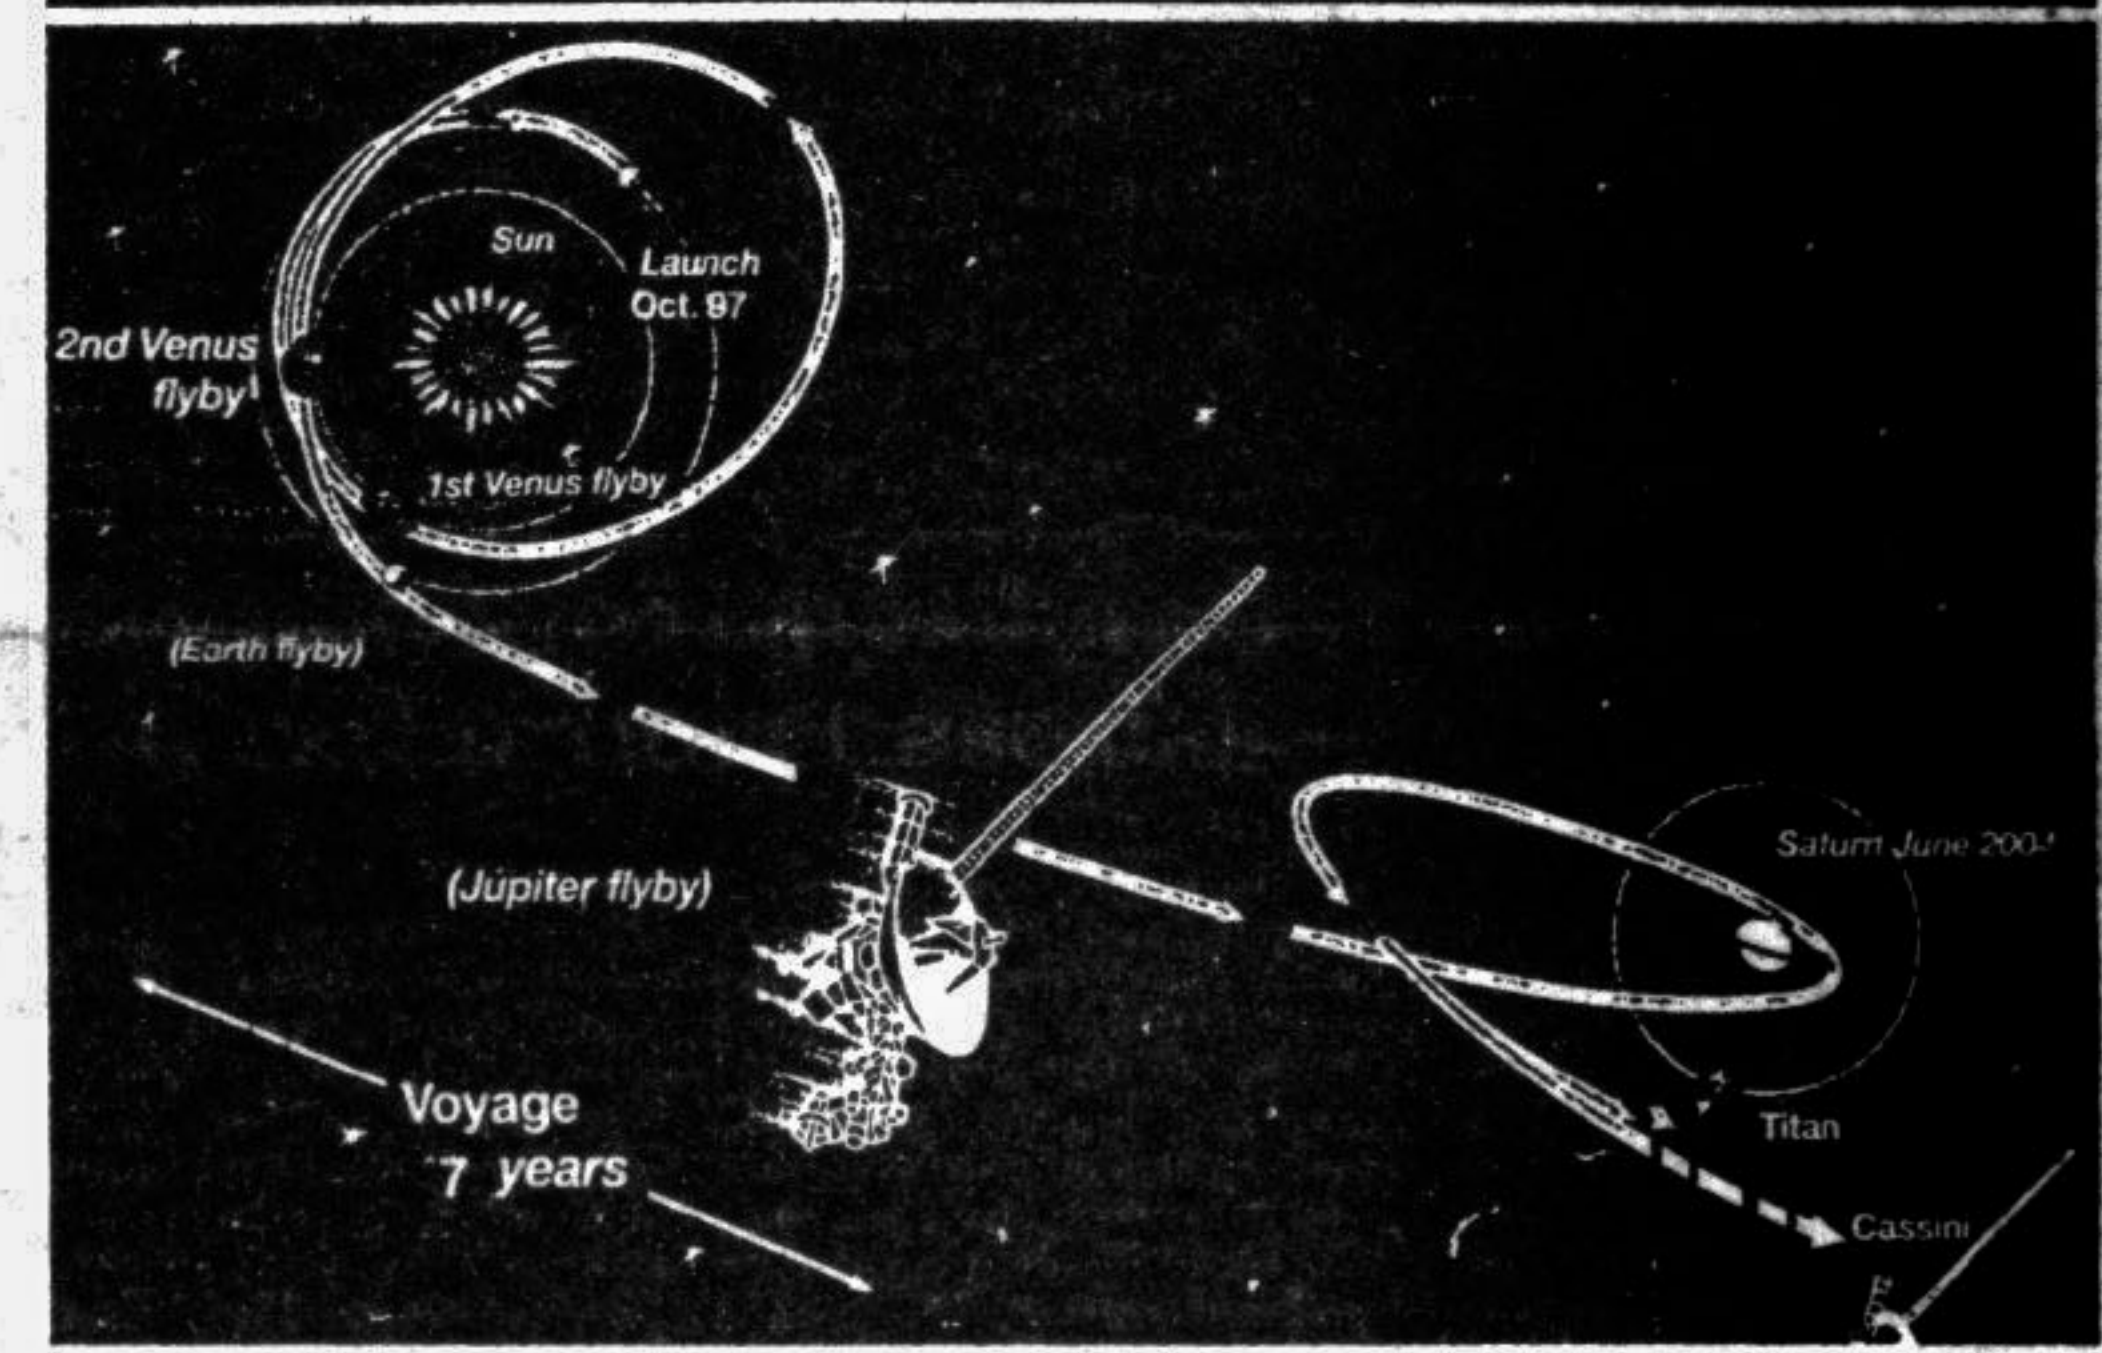 Sun
Launch
Oct. 97
2nd Venus
flyby
1st Venus flyby
(Earth flyby)
(Jupiter flyby)
Saturn June 2004
Voyage
7 years
Titan
Cassini